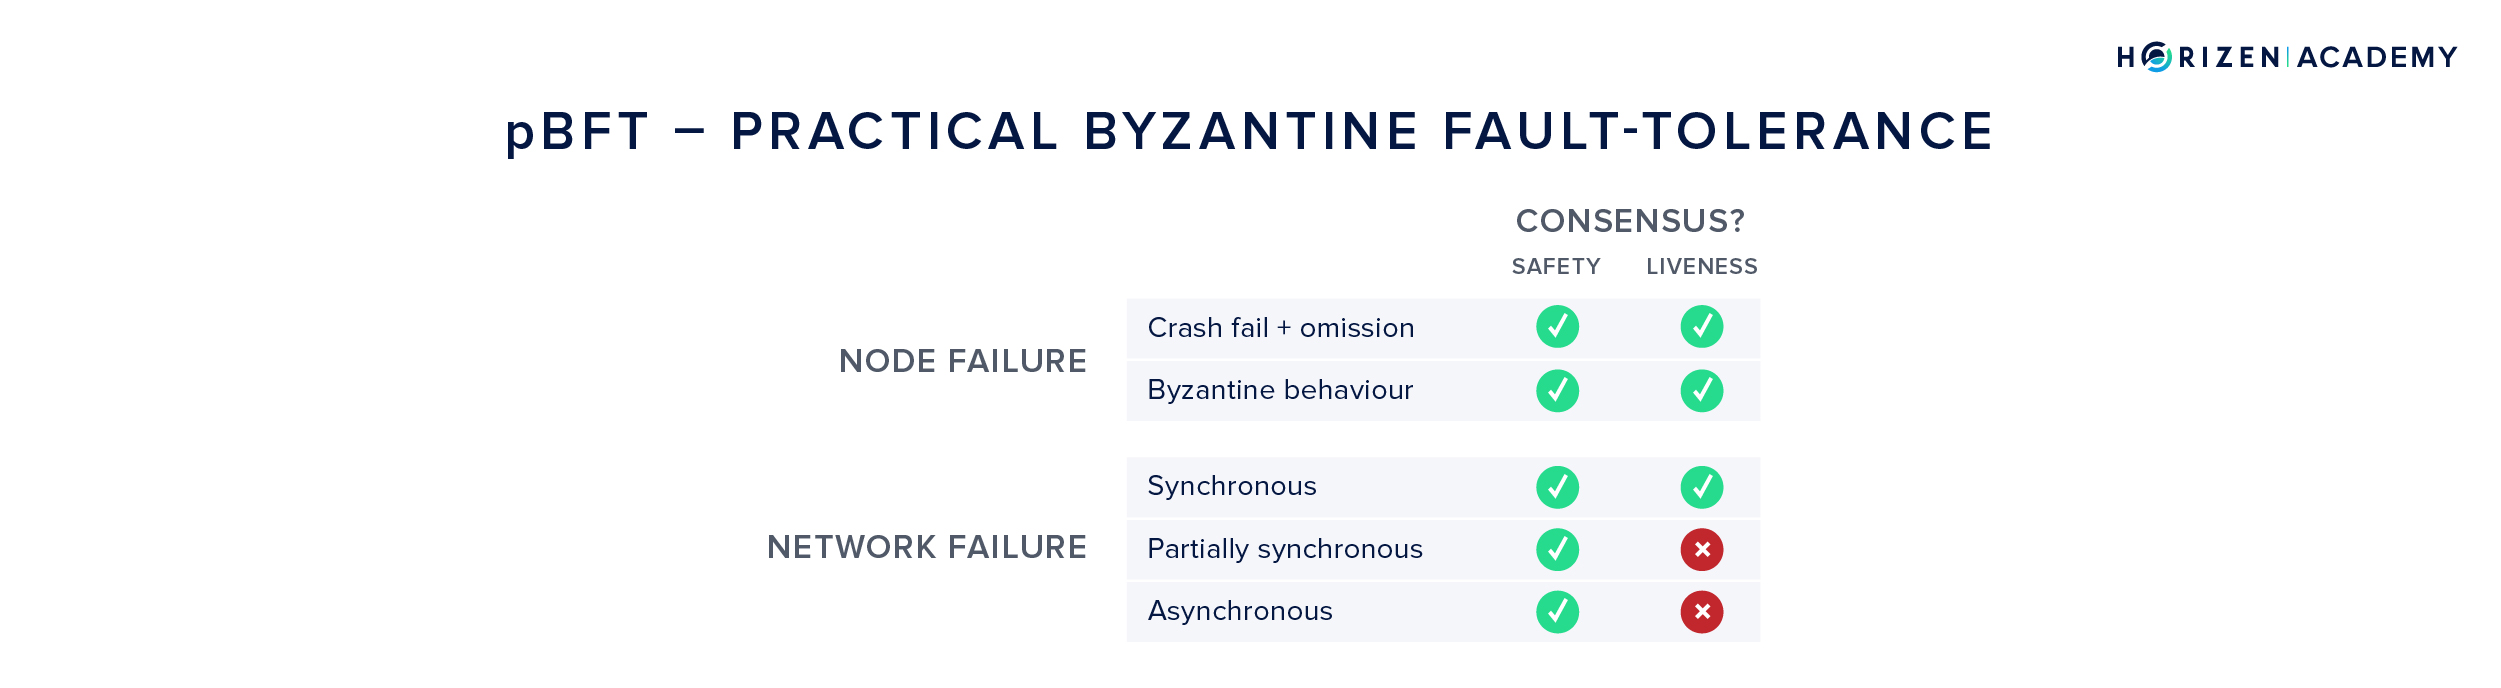 HORIZEN ACADEMY
pBFT – PRACTICAL BYZANTINE FAULT-TOLERANCE
CONSENSUS?
SAFETY LIVENESS
NODE FAILURE
Crash fail + omission
Byzantine behaviour
NETWORK FAILURE
Synchronous
Partially synchronous
Asynchronous